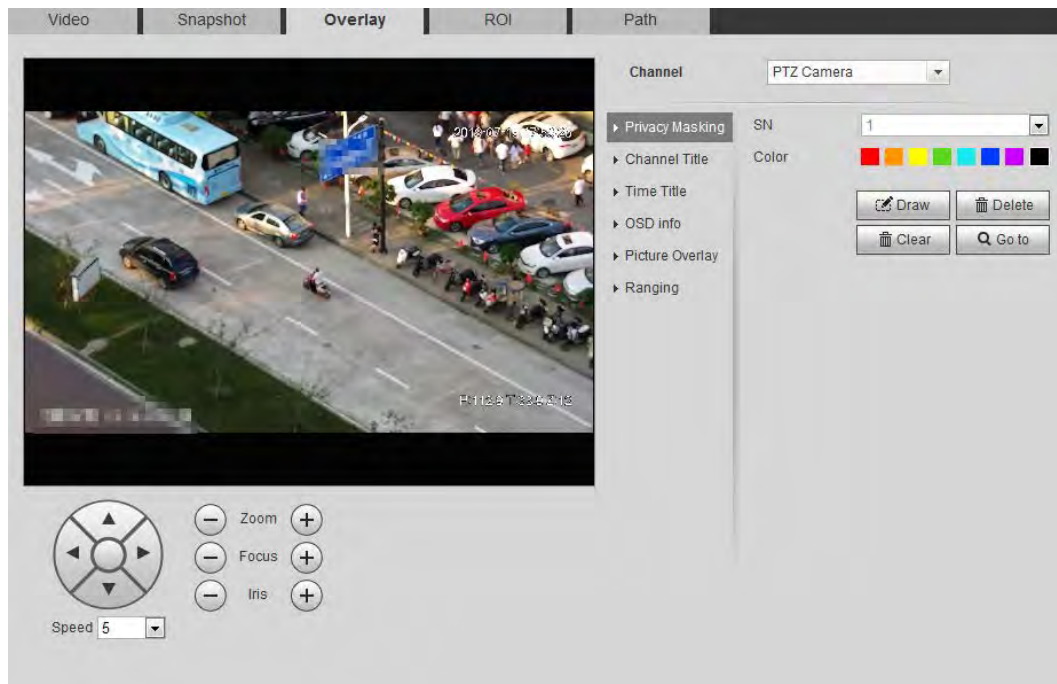 Video Snapshot Overlay ROI Path
Channel PTZ Camera
Privacy Masking
Channel Title
Time Title
OSD info
Picture Overlay
Ranging
SN 1
Color
Draw Delete
Clear Go to
Zoom
Focus
Iris
Speed 5